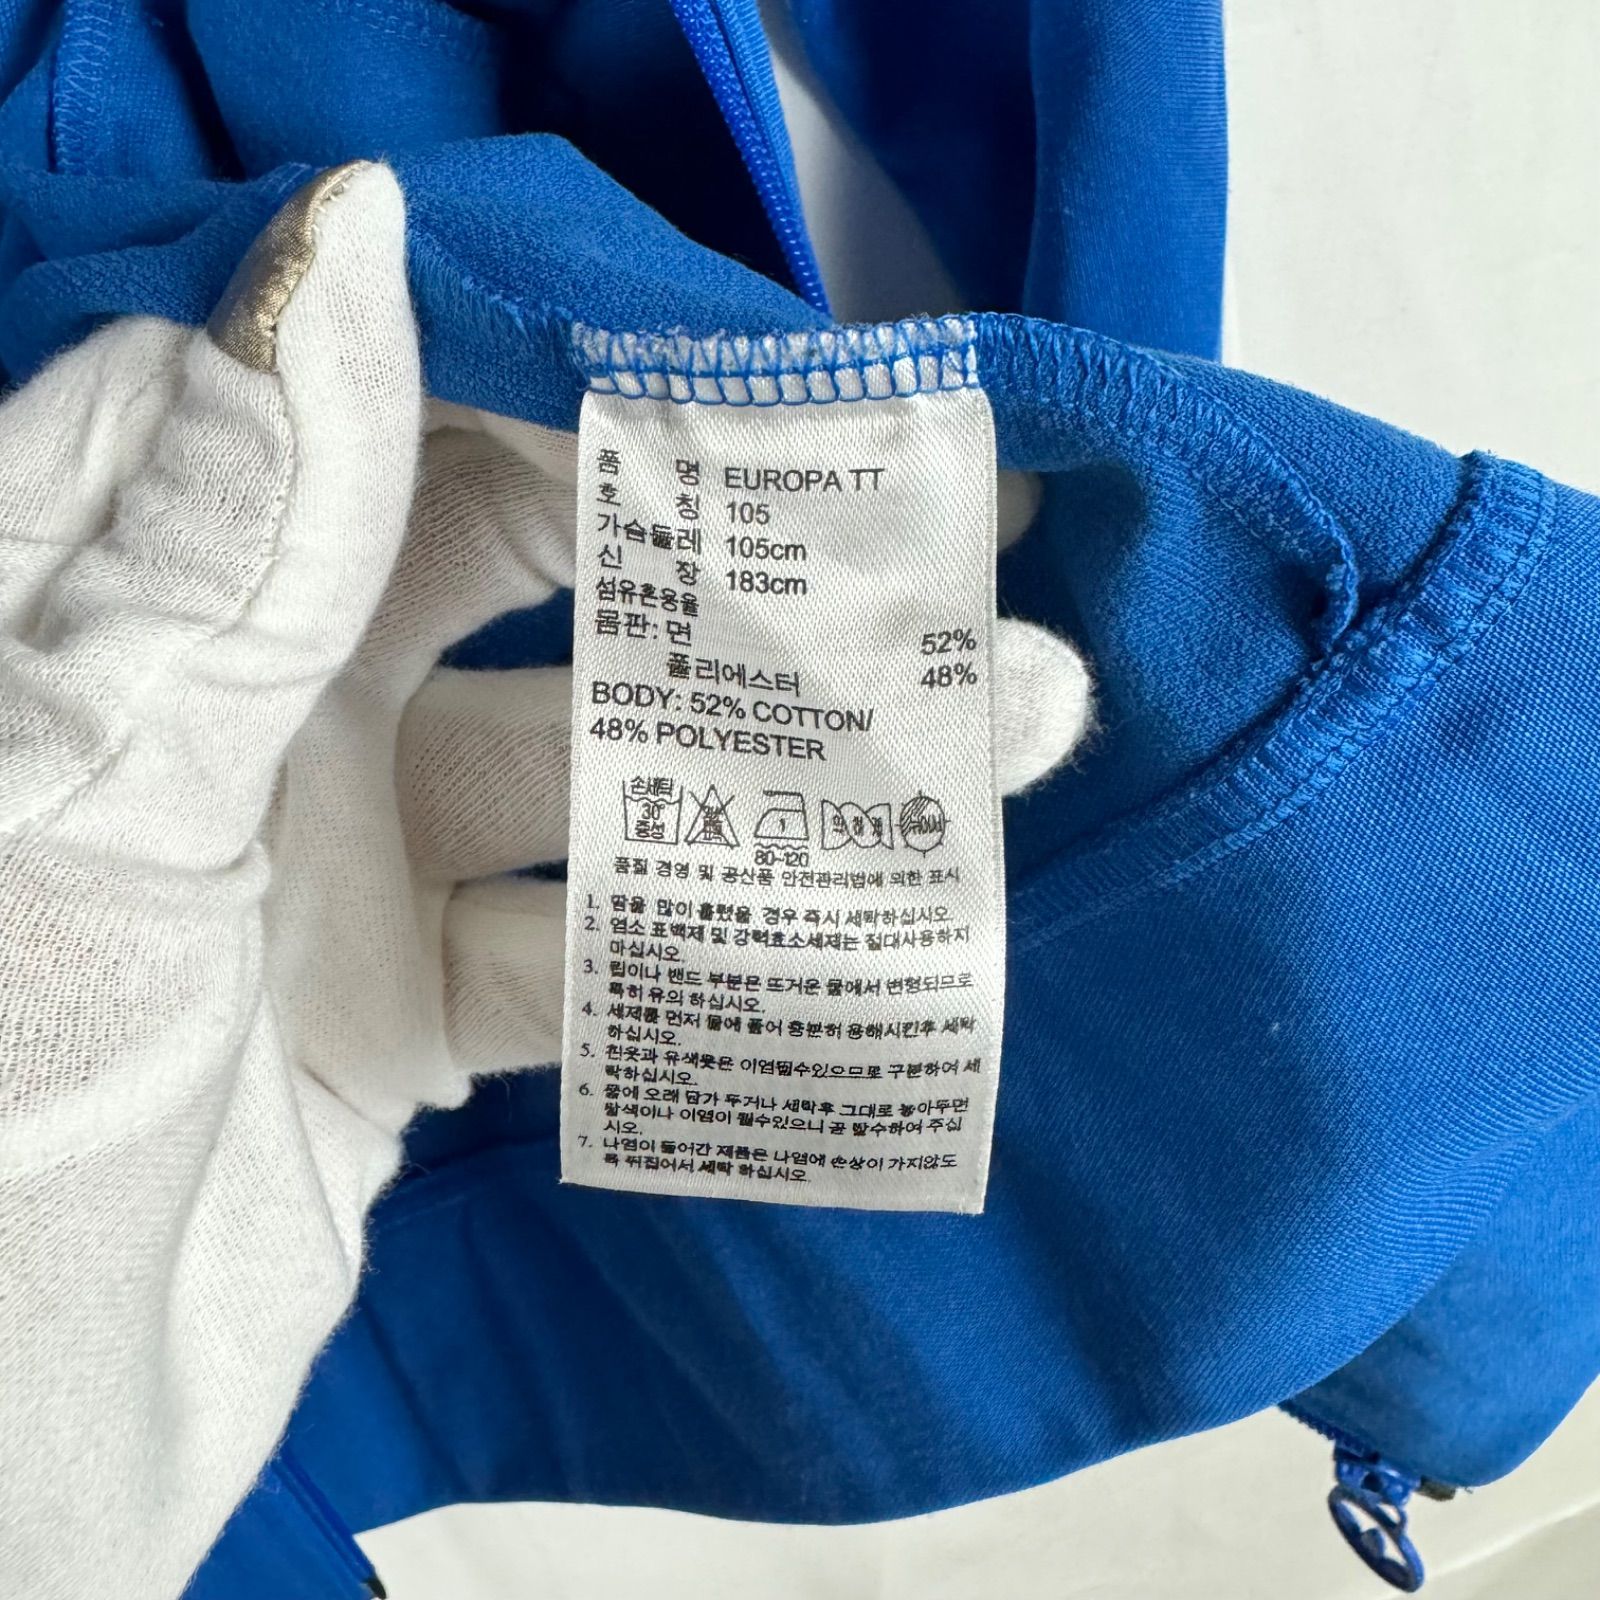 품 명 EUROPA TT
호 칭 105
가슴둘레 105cm
신 장 183cm
섬유혼용율
몸판: 면 52%
폴리에스터 48%
BODY: 52% COTTON/
48% POLYESTER
손세탁
30°
중성
1
80-120
품질 경영 및 공산품 안전관리법에 의한 표시
1. 땀을 많이 흘렸을 경우 즉시 세탁하십시오.
2. 염소 표백제 및 강력효소세제는 절대사용하지
마십시오.
3. 립이나 밴드 부분은 뜨거운 물에서 변형되므로
특히 유의 하십시오.
4. 세제를 먼저 물에 풀어 충분히 용해시킨후 세탁
하십시오.
5. 흰옷과 유색옷은 이염될수있으므로 구분하여 세
탁하십시오.
6. 물에 오래 담가 두거나 세탁후 그대로 놓아두면
탈색이나 이염이 될수있으니 곧 탈수하여 주십
시오.
7. 나염이 들어간 제품은 나염에 손상이 가지않도
록 뒤집어서 세탁 하십시오.